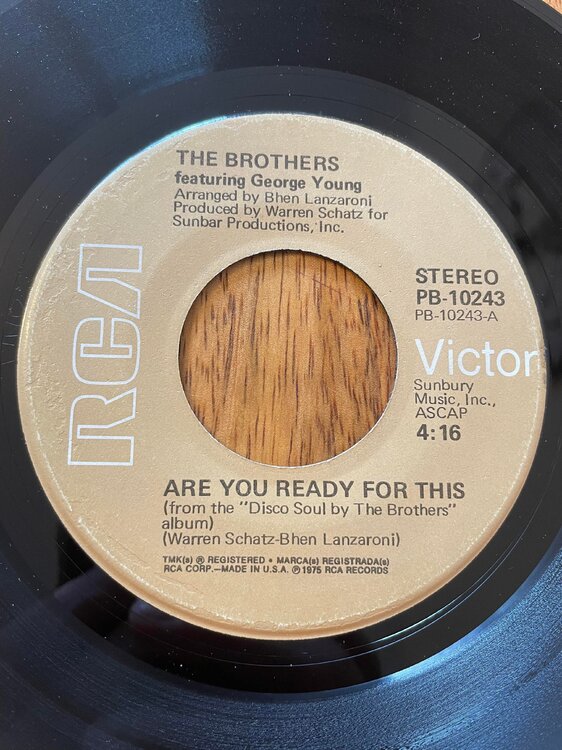 THE BROTHERS
featuring George Young
Arranged by Bhen Lanzaroni
Produced by Warren Schatz for
Sunbar Productions, Inc.
RCA
STEREO
PB-10243
PB-10243-A
Victor
Sunbury
Music, Inc.,
ASCAP
4:16
ARE YOU READY FOR THIS
(from the "Disco Soul by The Brothers"
album)
(Warren Schatz-Bhen Lanzaroni)
TMK(s) ® REGISTERED • MARCA(s) REGISTRADA(s)
RCA CORP.—MADE IN U.S.A. ℗ 1975 RCA RECORDS